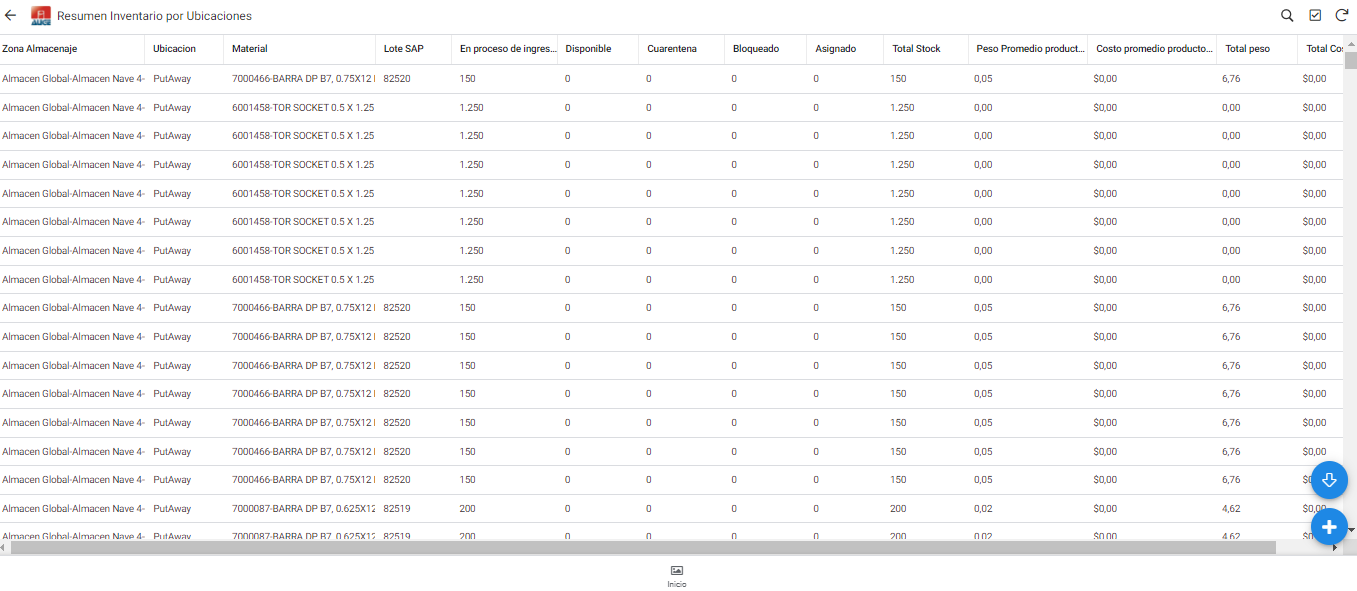 Resumen Inventario por Ubicaciones
Zona Almacenaje Ubicacion Material Lote SAP En proceso de ingres... Disponible Cuarentena Bloqueado Asignado Total Stock Peso Promedio product... Costo promedio producto... Total peso Total Cos
Almacen Global-Almacen Nave 4- PutAway 7000466-BARRA DP B7, 0.75X12 82520 150 0 0 0 0 150 0,05 $0,00 6,76 $0,00
Almacen Global-Almacen Nave 4- PutAway 6001458-TOR SOCKET 0.5 X 1.25 1.250 0 0 0 0 1.250 0,00 $0,00 0,00 $0,00
Almacen Global-Almacen Nave 4- PutAway 6001458-TOR SOCKET 0.5 X 1.25 1.250 0 0 0 0 1.250 0,00 $0,00 0,00 $0,00
Almacen Global-Almacen Nave 4- PutAway 6001458-TOR SOCKET 0.5 X 1.25 1.250 0 0 0 0 1.250 0,00 $0,00 0,00 $0,00
Almacen Global-Almacen Nave 4- PutAway 6001458-TOR SOCKET 0.5 X 1.25 1.250 0 0 0 0 1.250 0,00 $0,00 0,00 $0,00
Almacen Global-Almacen Nave 4- PutAway 6001458-TOR SOCKET 0.5 X 1.25 1.250 0 0 0 0 1.250 0,00 $0,00 0,00 $0,00
Almacen Global-Almacen Nave 4- PutAway 6001458-TOR SOCKET 0.5 X 1.25 1.250 0 0 0 0 1.250 0,00 $0,00 0,00 $0,00
Almacen Global-Almacen Nave 4- PutAway 6001458-TOR SOCKET 0.5 X 1.25 1.250 0 0 0 0 1.250 0,00 $0,00 0,00 $0,00
Almacen Global-Almacen Nave 4- PutAway 7000466-BARRA DP B7, 0.75X12 82520 150 0 0 0 0 150 0,05 $0,00 6,76 $0,00
Almacen Global-Almacen Nave 4- PutAway 7000466-BARRA DP B7, 0.75X12 82520 150 0 0 0 0 150 0,05 $0,00 6,76 $0,00
Almacen Global-Almacen Nave 4- PutAway 7000466-BARRA DP B7, 0.75X12 82520 150 0 0 0 0 150 0,05 $0,00 6,76 $0,00
Almacen Global-Almacen Nave 4- PutAway 7000466-BARRA DP B7, 0.75X12 82520 150 0 0 0 0 150 0,05 $0,00 6,76 $0,00
Almacen Global-Almacen Nave 4- PutAway 7000466-BARRA DP B7, 0.75X12 82520 150 0 0 0 0 150 0,05 $0,00 6,76 $0,00
Almacen Global-Almacen Nave 4- PutAway 7000466-BARRA DP B7, 0.75X12 82520 150 0 0 0 0 150 0,05 $0,00 6,76 $0,00
Almacen Global-Almacen Nave 4- PutAway 7000466-BARRA DP B7, 0.75X12 82520 150 0 0 0 0 150 0,05 $0,00 6,76
Almacen Global-Almacen Nave 4- PutAway 7000087-BARRA DP B7, 0.625X12 82519 200 0 0 0 0 200 0,02 $0,00 4,62 $0,00
Almacen Global-Almacen Nave 4- PutAway 7000087-BARRA DP B7, 0.625X12 82519 200 0 0 0 0 200 0,02 $0,00 4,62
Inicio